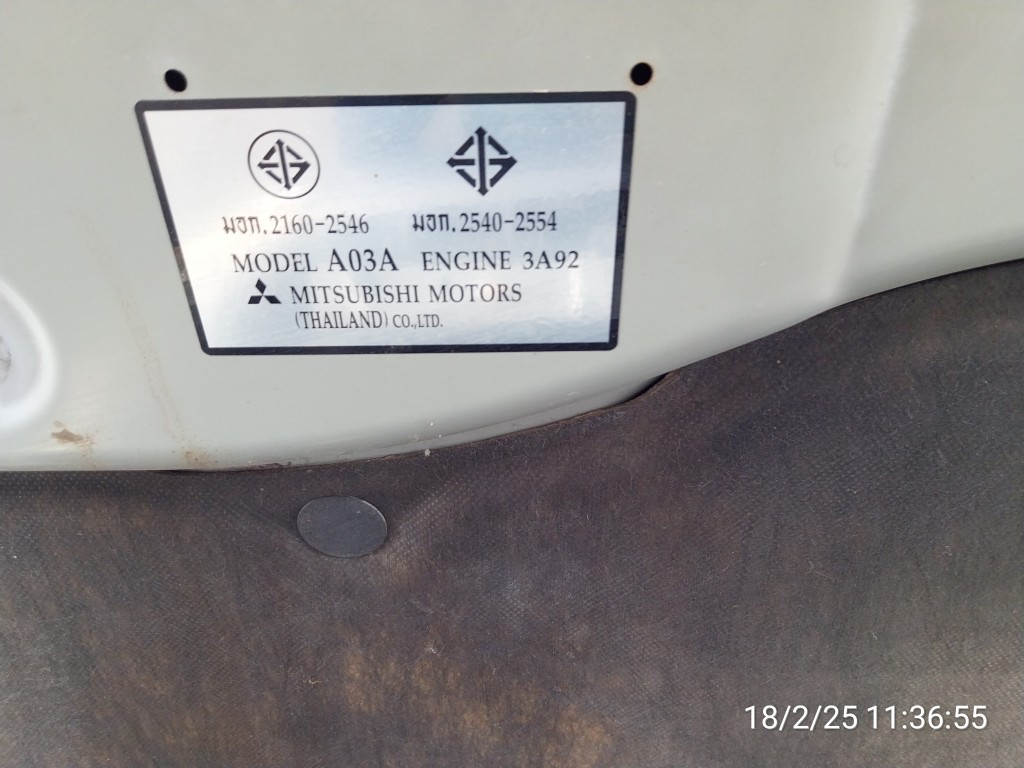 มอก.2160-2546 มอก.2540-2554
MODEL A03A ENGINE 3A92
MITSUBISHI MOTORS
(THAILAND) CO.,LTD.
18/2/25 11:36:55